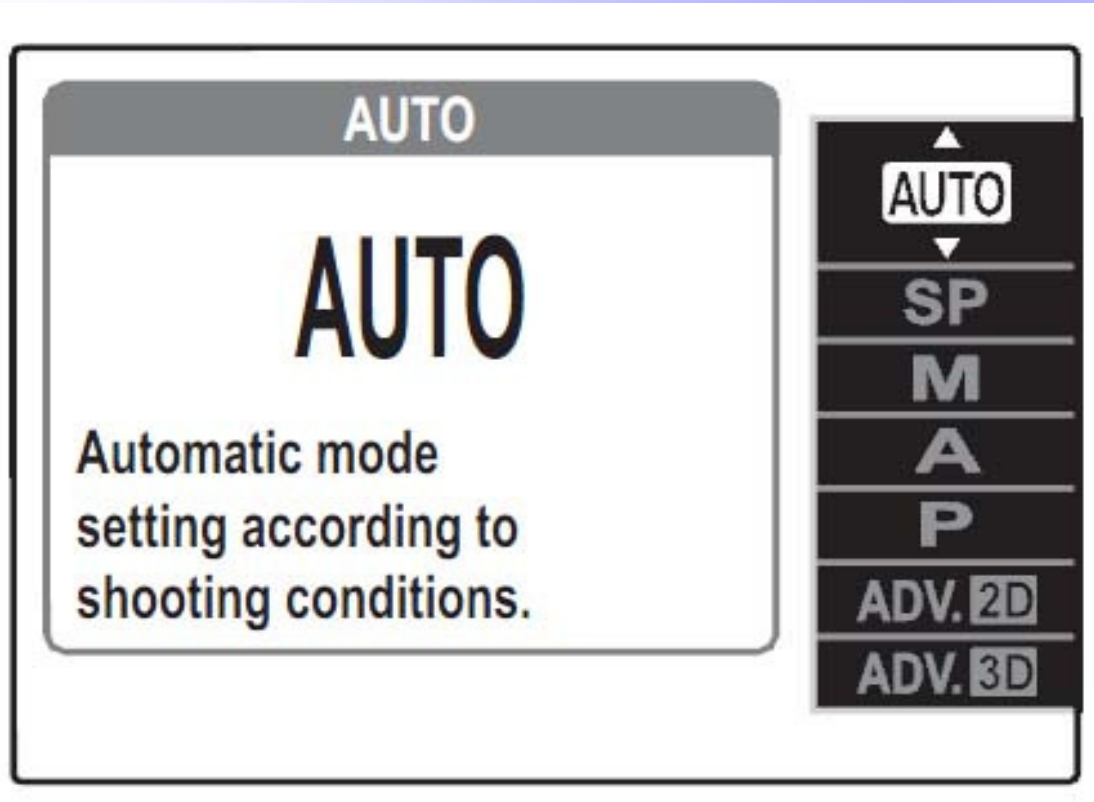 AUTO
AUTO
Automatic mode
setting according to
shooting conditions.
AUTO
SP
M
A
P
ADV. 2D
ADV. 3D